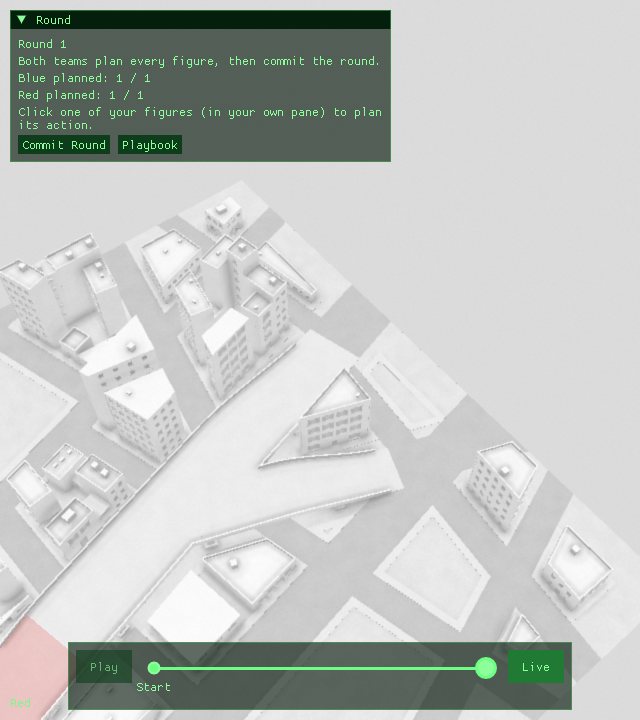 Round
Round 1
Both teams plan every figure, then commit the round.
Blue planned: 1 / 1
Red planned: 1 / 1
Click one of your figures (in your own pane) to plan
its action.
Commit Round Playbook
Play Live
Start
Red